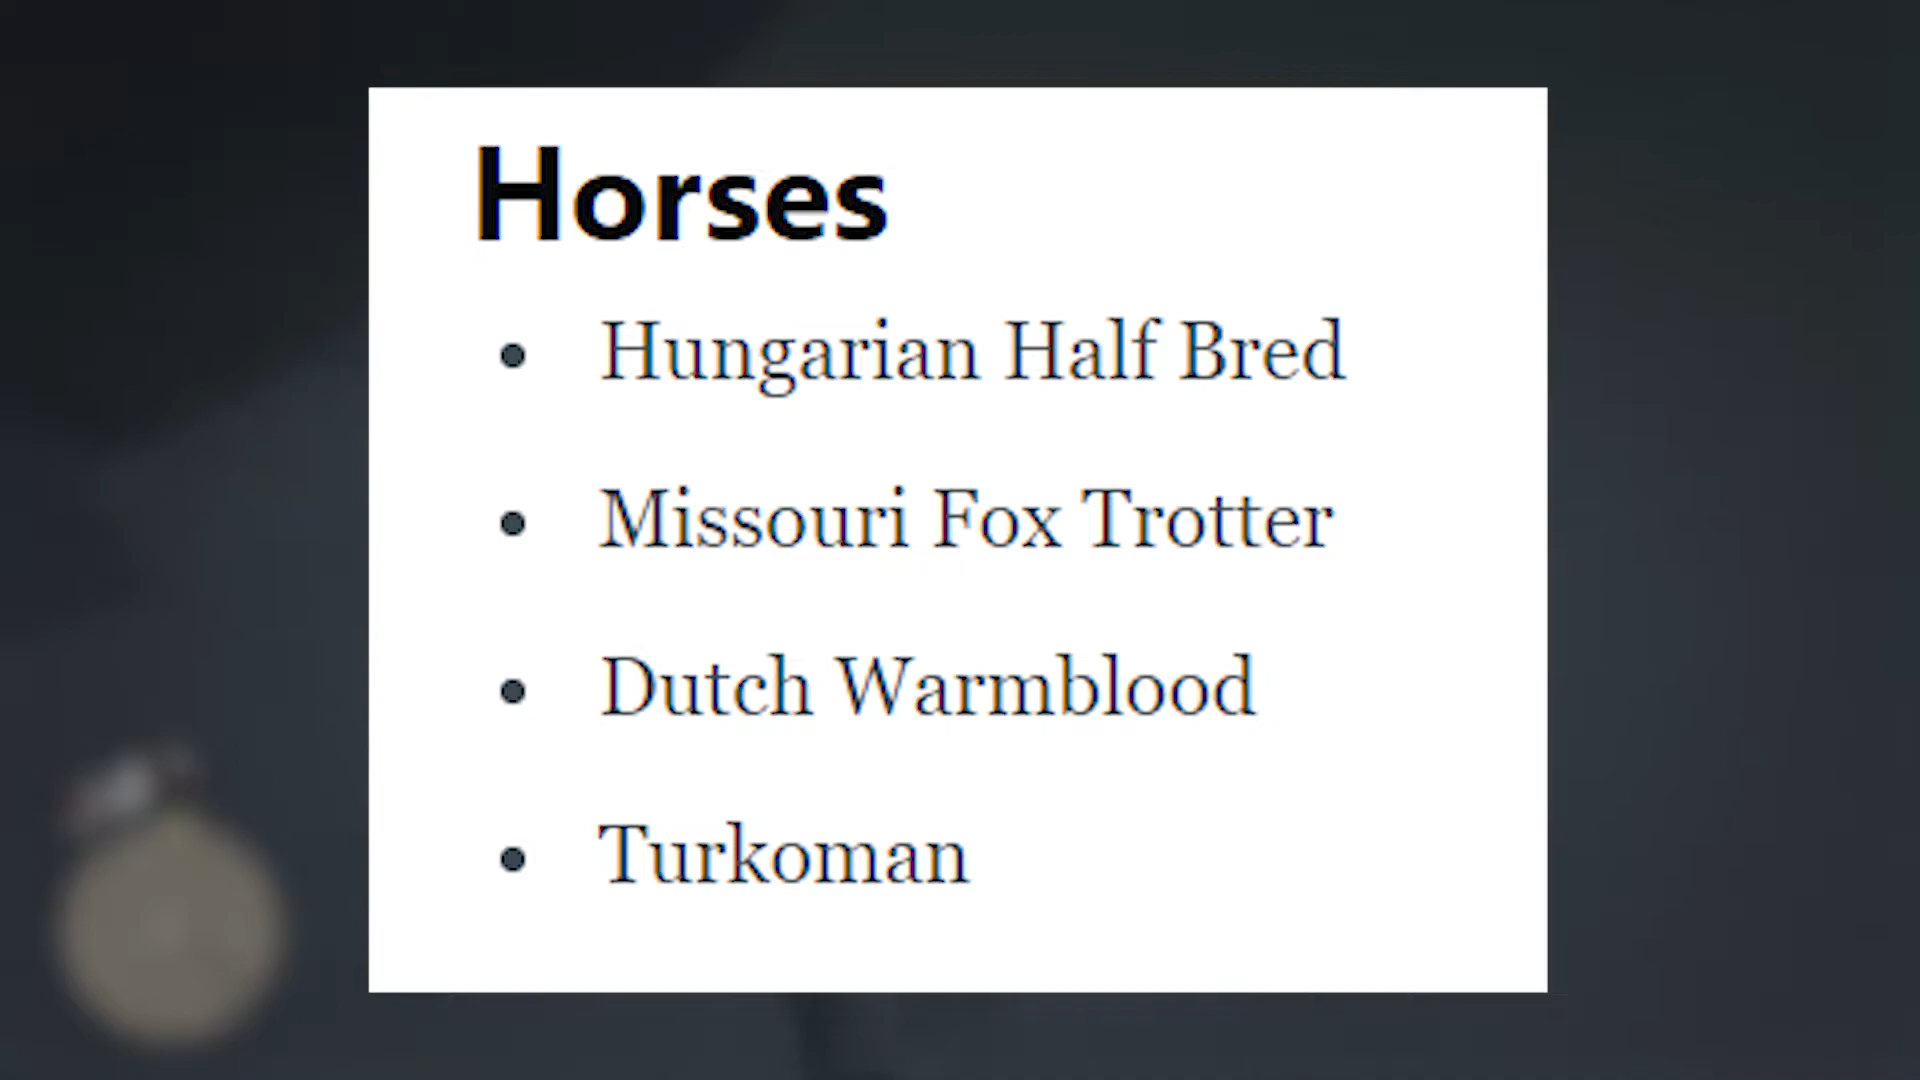 Horses
• Hungarian Half Bred
• Missouri Fox Trotter
• Dutch Warmblood
• Turkoman